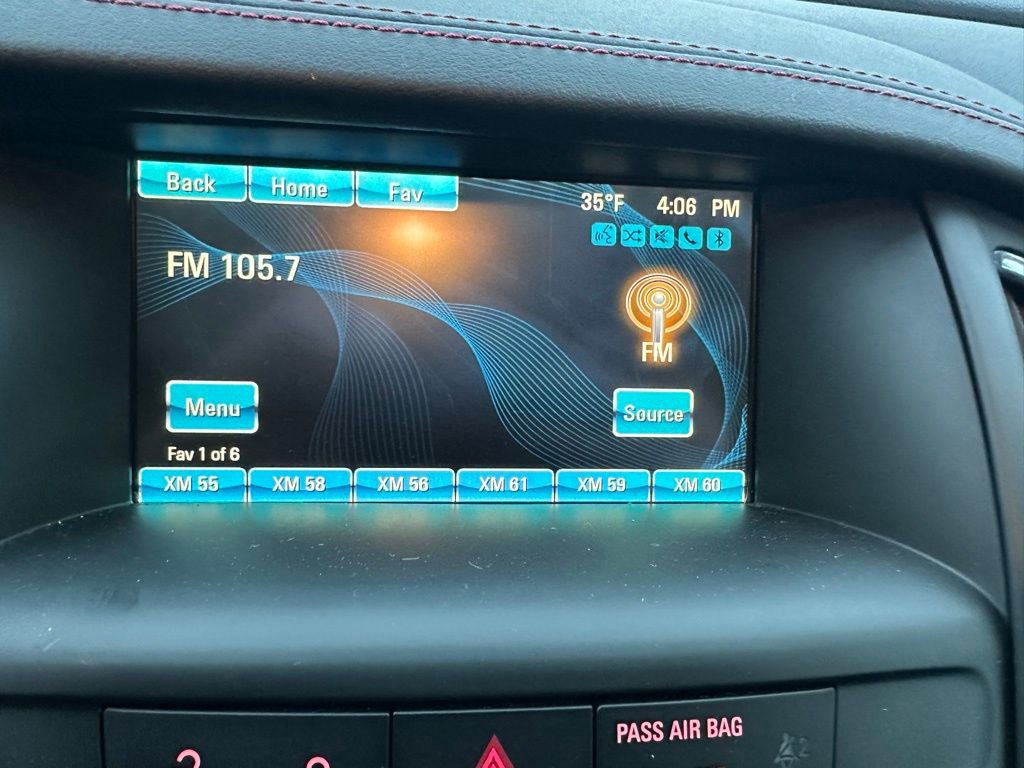 Back Home Fav
35°F 4:06 PM
FM 105.7
FM
Menu
Source
Fav 1 of 6
XM 55 XM 58 XM 56 XM 61 XM 59 XM 60
PASS AIR BAG
2